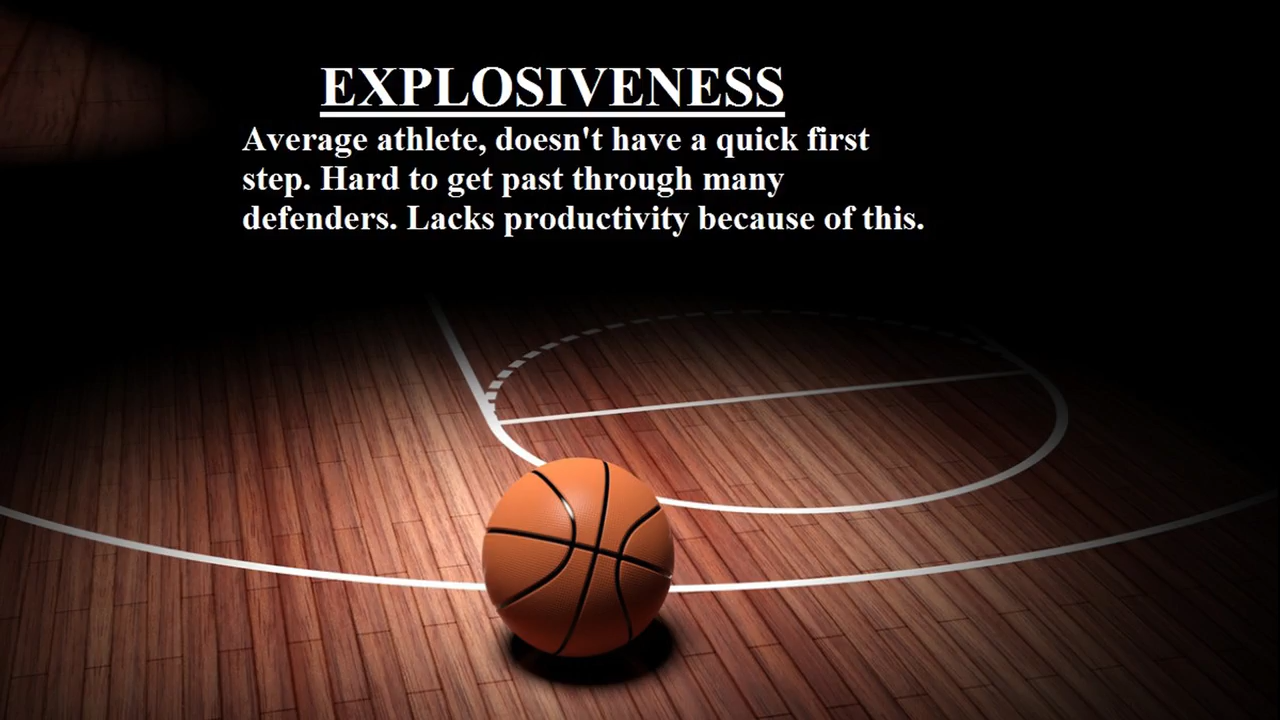 EXPLOSIVENESS
Average athlete, doesn't have a quick first
step. Hard to get past through many
defenders. Lacks productivity because of this.